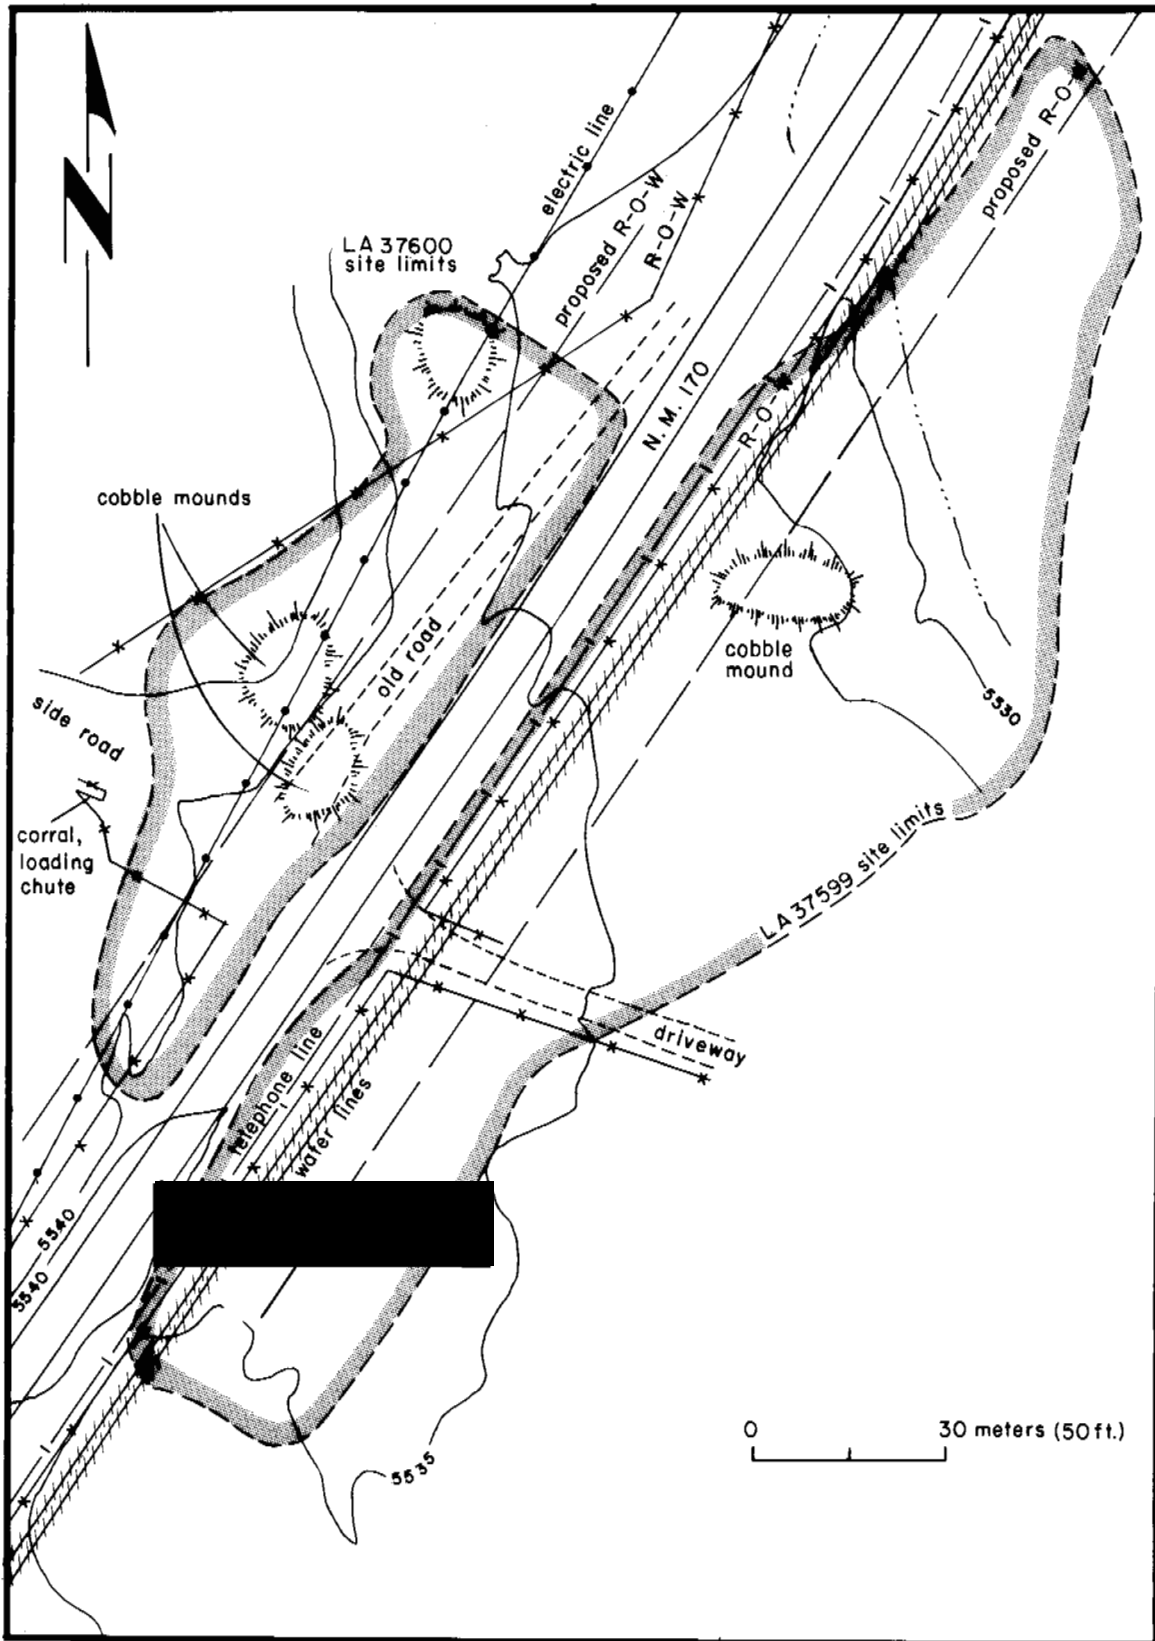 N
electric line
LA 37600
site limits
proposed R-O-W
R-O-W
proposed R-O-
N.M. 170
R-O-
cobble mounds
old road
cobble
mound
side road
5530
corral,
loading
chute
LA 37599 site limits
driveway
telephone line
water lines
5540
5540
0 30 meters (50 ft.)
5535